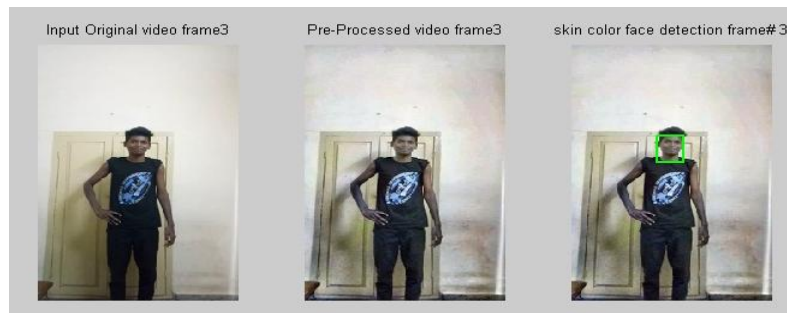 Input Original video frame3
Pre-Processed video frame3
skin color face detection frame# 3